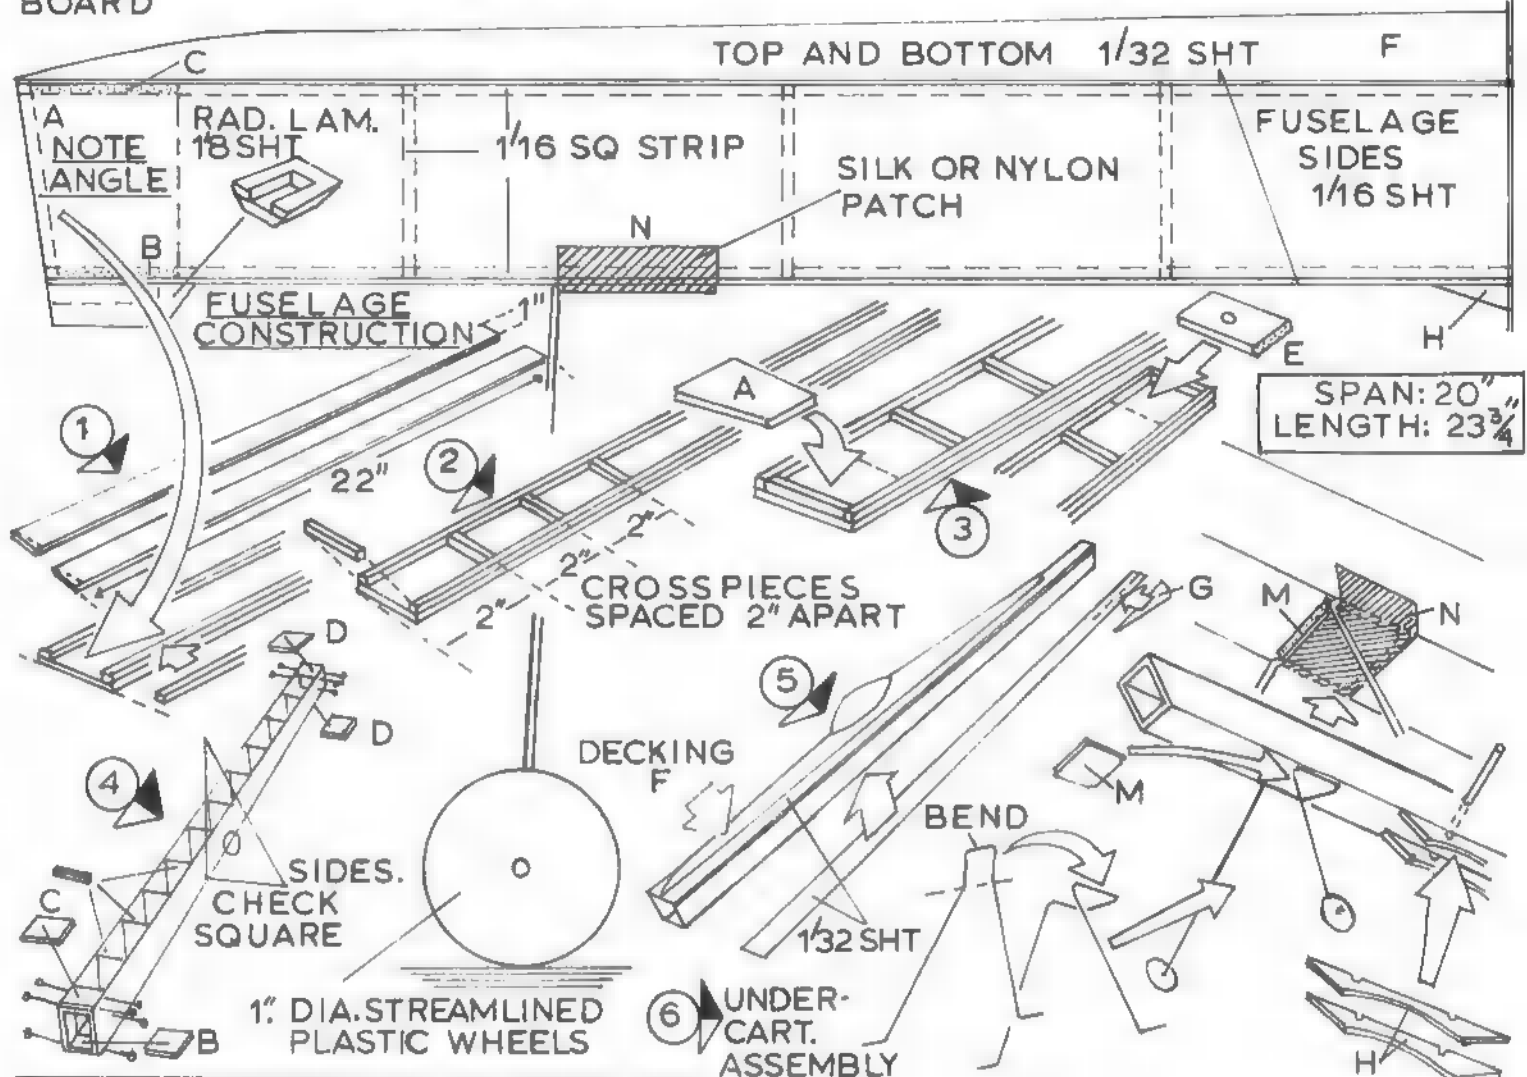 BOARD
C
TOP AND BOTTOM 1/32 SHT
F
A
NOTE
ANGLE
RAD. LAM.
1/8 SHT
1/16 SQ STRIP
SILK OR NYLON
PATCH
FUSELAGE
SIDES
1/16 SHT
N
B
FUSELAGE
CONSTRUCTION
1"
H
E
A
SPAN: 20"
LENGTH: 23 3/4"
1
22"
2
3
2"
2"
2"
CROSSPIECES
SPACED 2" APART
G
M
N
D
D
5
4
DECKING
F
M
BEND
SIDES.
CHECK
SQUARE
C
1/32 SHT
B
1" DIA. STREAMLINED
PLASTIC WHEELS
6
UNDER-
CART.
ASSEMBLY
H